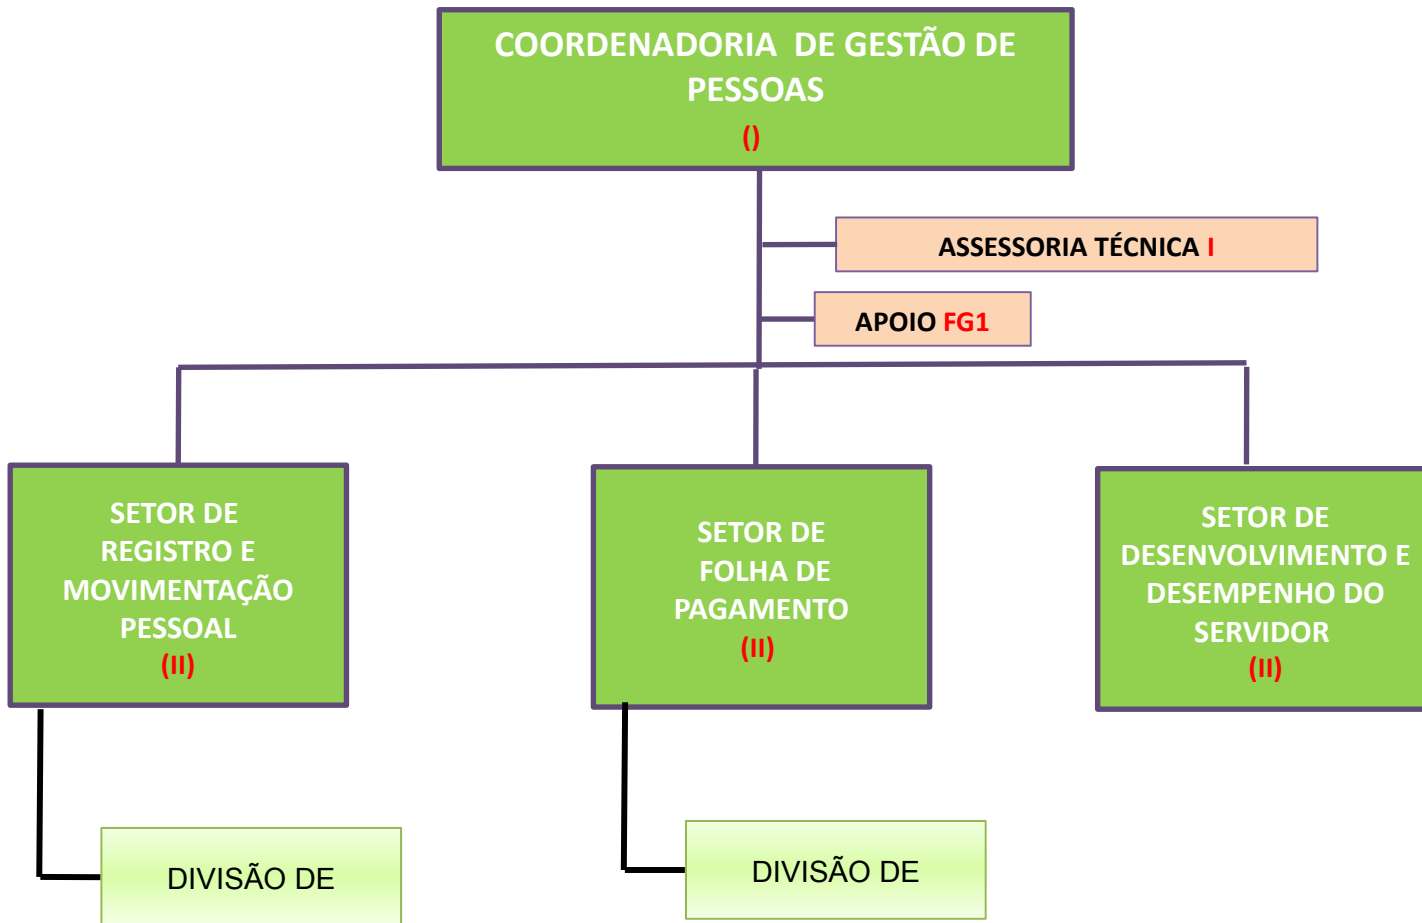 COORDENADORIA  DE GESTÃO DE
PESSOAS
()
ASSESSORIA TÉCNICA I
APOIO FG1
SETOR DE
REGISTRO E
MOVIMENTAÇÃO
PESSOAL
(II)
SETOR DE
FOLHA DE
PAGAMENTO
(II)
SETOR DE
DESENVOLVIMENTO E
DESEMPENHO DO
SERVIDOR
(II)
DIVISÃO DE
DIVISÃO DE